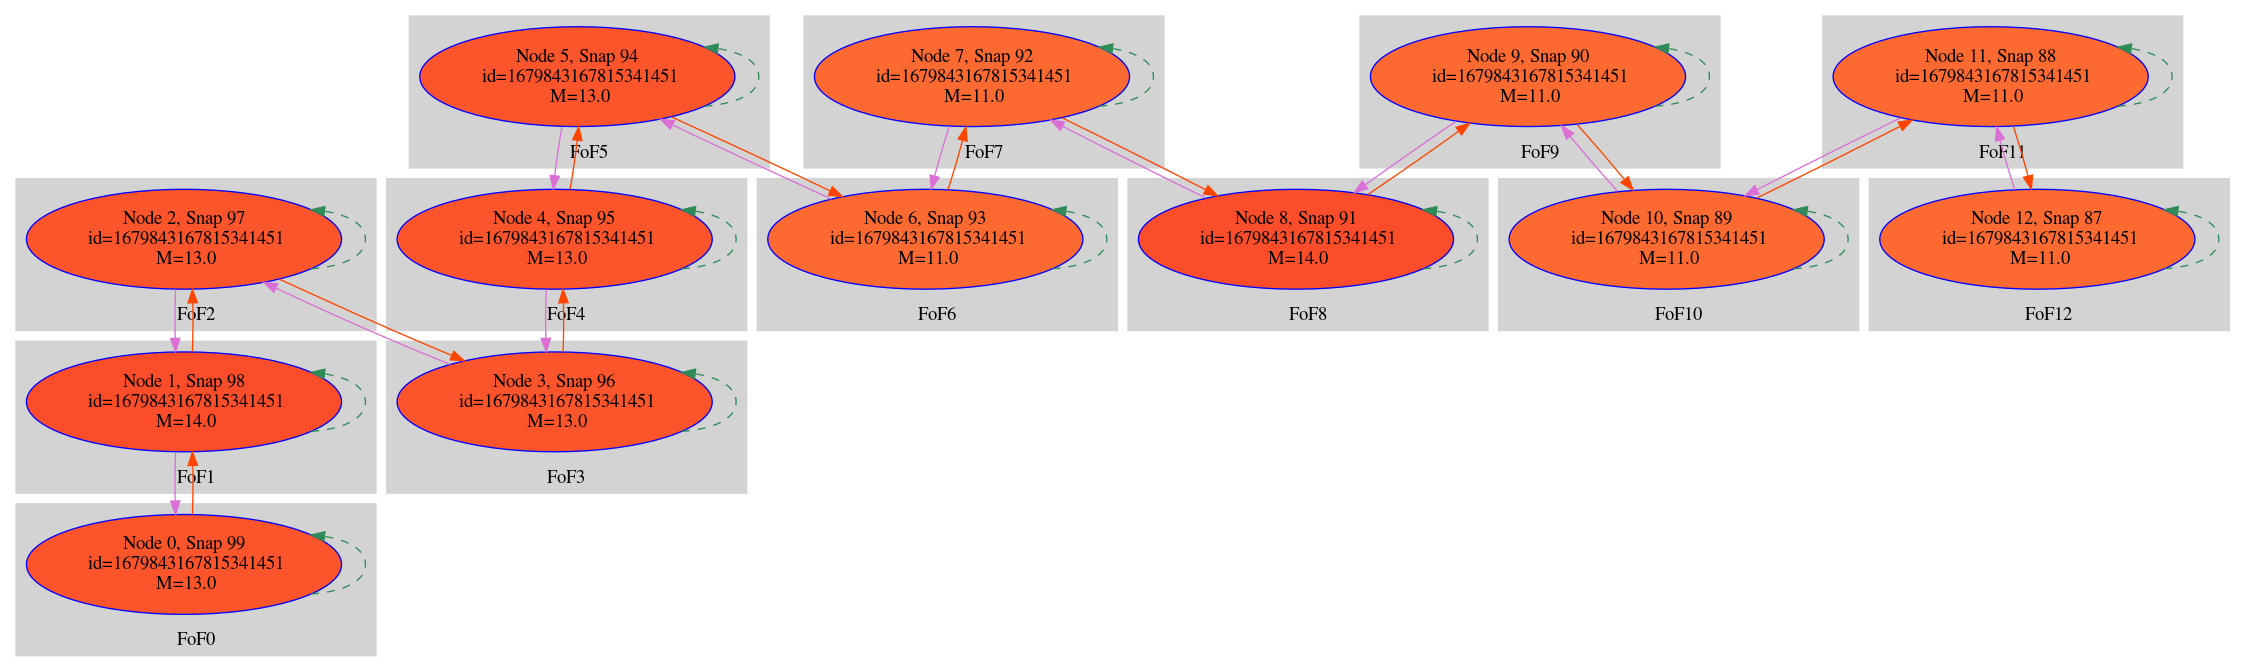 Node 5, Snap 94
id=1679843167815341451
M=13.0
FoF5
Node 7, Snap 92
id=1679843167815341451
M=11.0
FoF7
Node 9, Snap 90
id=1679843167815341451
M=11.0
FoF9
Node 11, Snap 88
id=1679843167815341451
M=11.0
FoF11
Node 2, Snap 97
id=1679843167815341451
M=13.0
FoF2
Node 4, Snap 95
id=1679843167815341451
M=13.0
FoF4
Node 6, Snap 93
id=1679843167815341451
M=11.0
FoF6
Node 8, Snap 91
id=1679843167815341451
M=14.0
FoF8
Node 10, Snap 89
id=1679843167815341451
M=11.0
FoF10
Node 12, Snap 87
id=1679843167815341451
M=11.0
FoF12
Node 1, Snap 98
id=1679843167815341451
M=14.0
FoF1
Node 3, Snap 96
id=1679843167815341451
M=13.0
FoF3
Node 0, Snap 99
id=1679843167815341451
M=13.0
FoF0